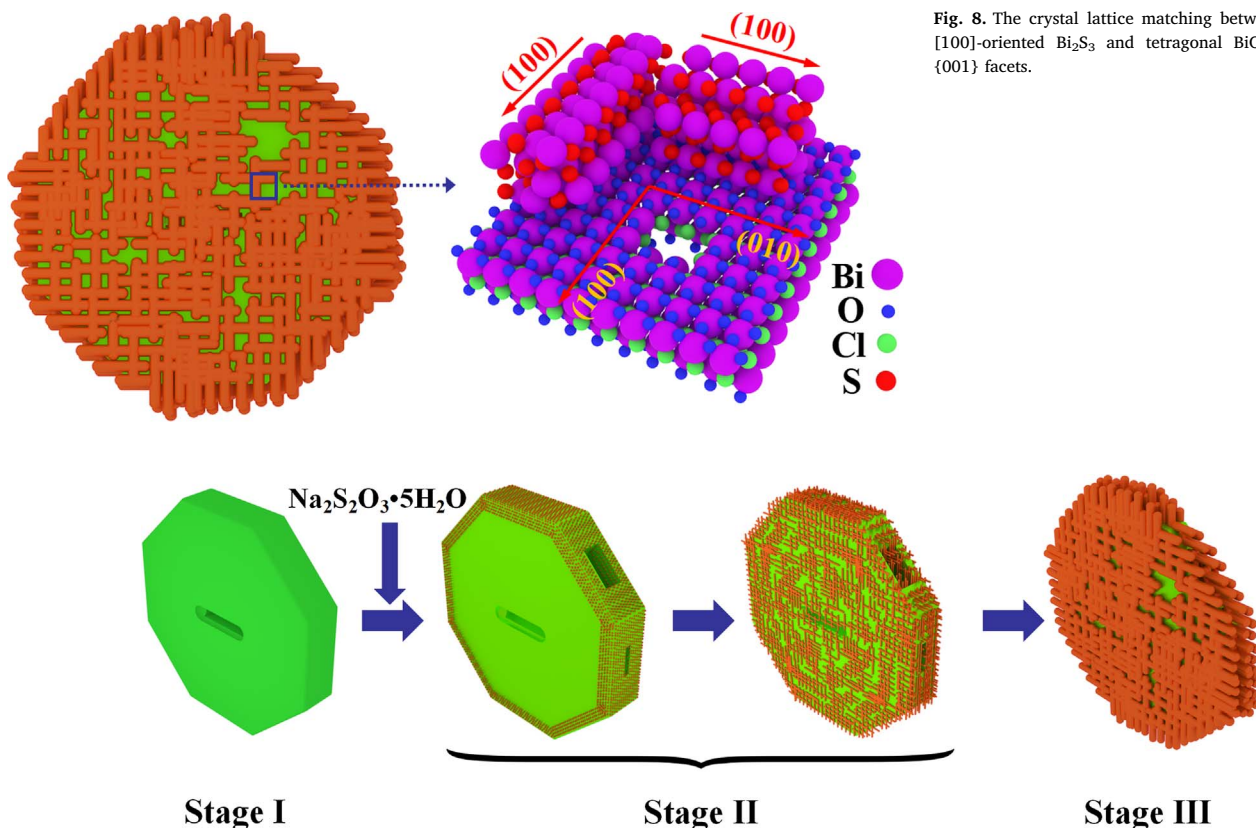 Fig. 8. The crystal lattice matching betw
[100]-oriented Bi₂S₃ and tetragonal BiO
{001} facets.
(100)
(100)
(010)
(100)
Bi
O
Cl
S
Na₂S₂O₃•5H₂O
Stage I
Stage II
Stage III